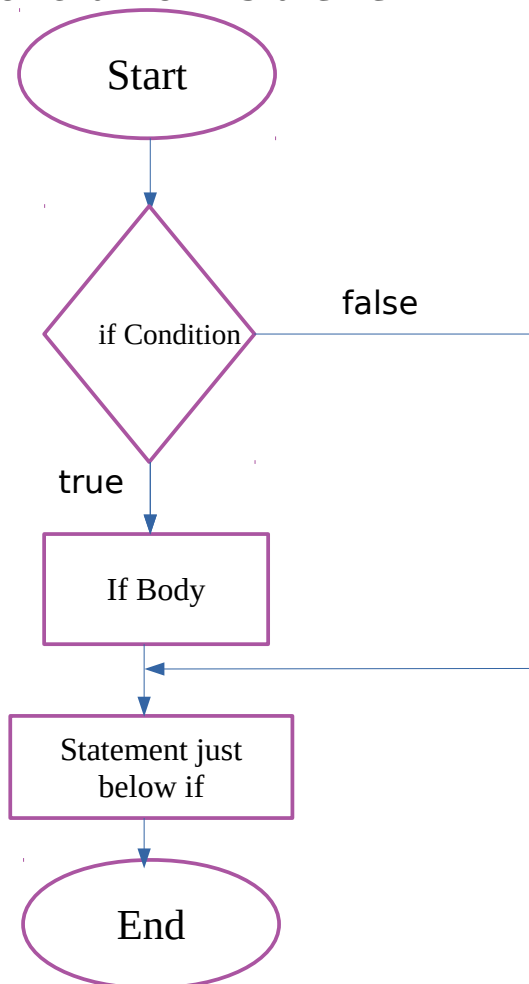 Start
if Condition
false
true
If Body
Statement just
below if
End